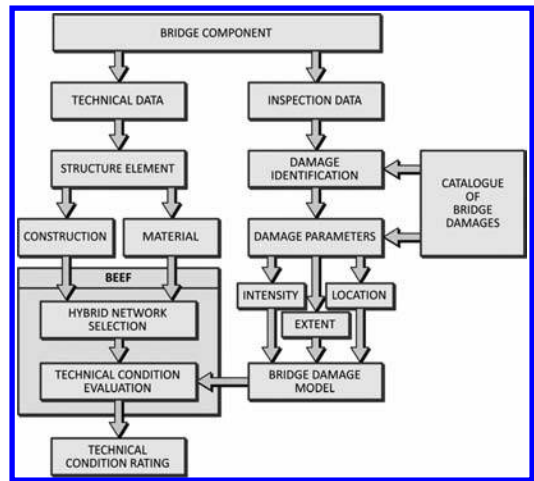 BRIDGE COMPONENT
TECHNICAL DATA
INSPECTION DATA
STRUCTURE ELEMENT
DAMAGE
IDENTIFICATION
CATALOGUE
OF
BRIDGE
DAMAGES
CONSTRUCTION
MATERIAL
DAMAGE PARAMETERS
BEEF
INTENSITY
LOCATION
EXTENT
HYBRID NETWORK
SELECTION
TECHNICAL CONDITION
EVALUATION
BRIDGE DAMAGE
MODEL
TECHNICAL
CONDITION RATING